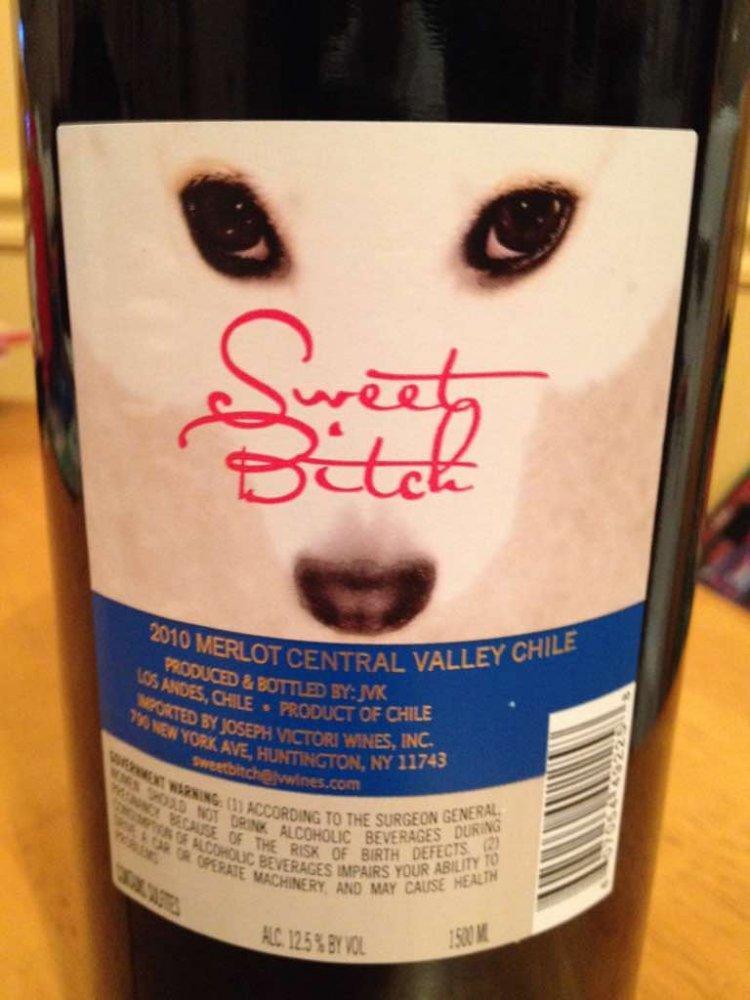 Sweet
Bitch
2010 MERLOT CENTRAL VALLEY CHILE
PRODUCED & BOTTLED BY: JVK
LOS ANDES, CHILE • PRODUCT OF CHILE
IMPORTED BY JOSEPH VICTORI WINES, INC.
790 NEW YORK AVE, HUNTINGTON, NY 11743
sweetbitch@jvwines.com
GOVERNMENT WARNING: (1) ACCORDING TO THE SURGEON GENERAL,
WOMEN SHOULD NOT DRINK ALCOHOLIC BEVERAGES DURING
PREGNANCY BECAUSE OF THE RISK OF BIRTH DEFECTS. (2)
CONSUMPTION OF ALCOHOLIC BEVERAGES IMPAIRS YOUR ABILITY TO
DRIVE A CAR OR OPERATE MACHINERY, AND MAY CAUSE HEALTH
PROBLEMS
CONTAINS SULFITES
ALC. 12.5 % BY VOL
1500 ML